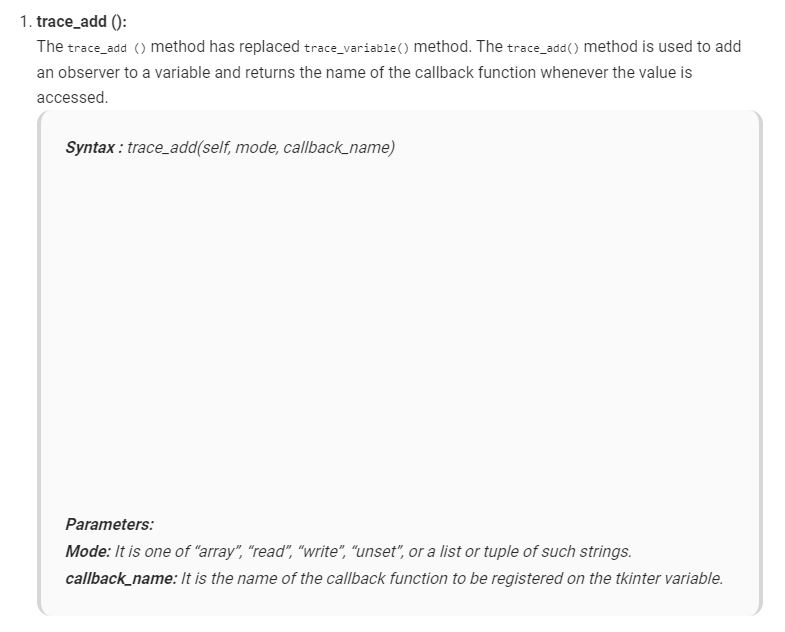 1. trace_add ():
The trace_add () method has replaced trace_variable() method. The trace_add() method is used to add
an observer to a variable and returns the name of the callback function whenever the value is
accessed.
Syntax : trace_add(self, mode, callback_name)
Parameters:
Mode: It is one of “array”, “read”, “write”, “unset”, or a list or tuple of such strings.
callback_name: It is the name of the callback function to be registered on the tkinter variable.